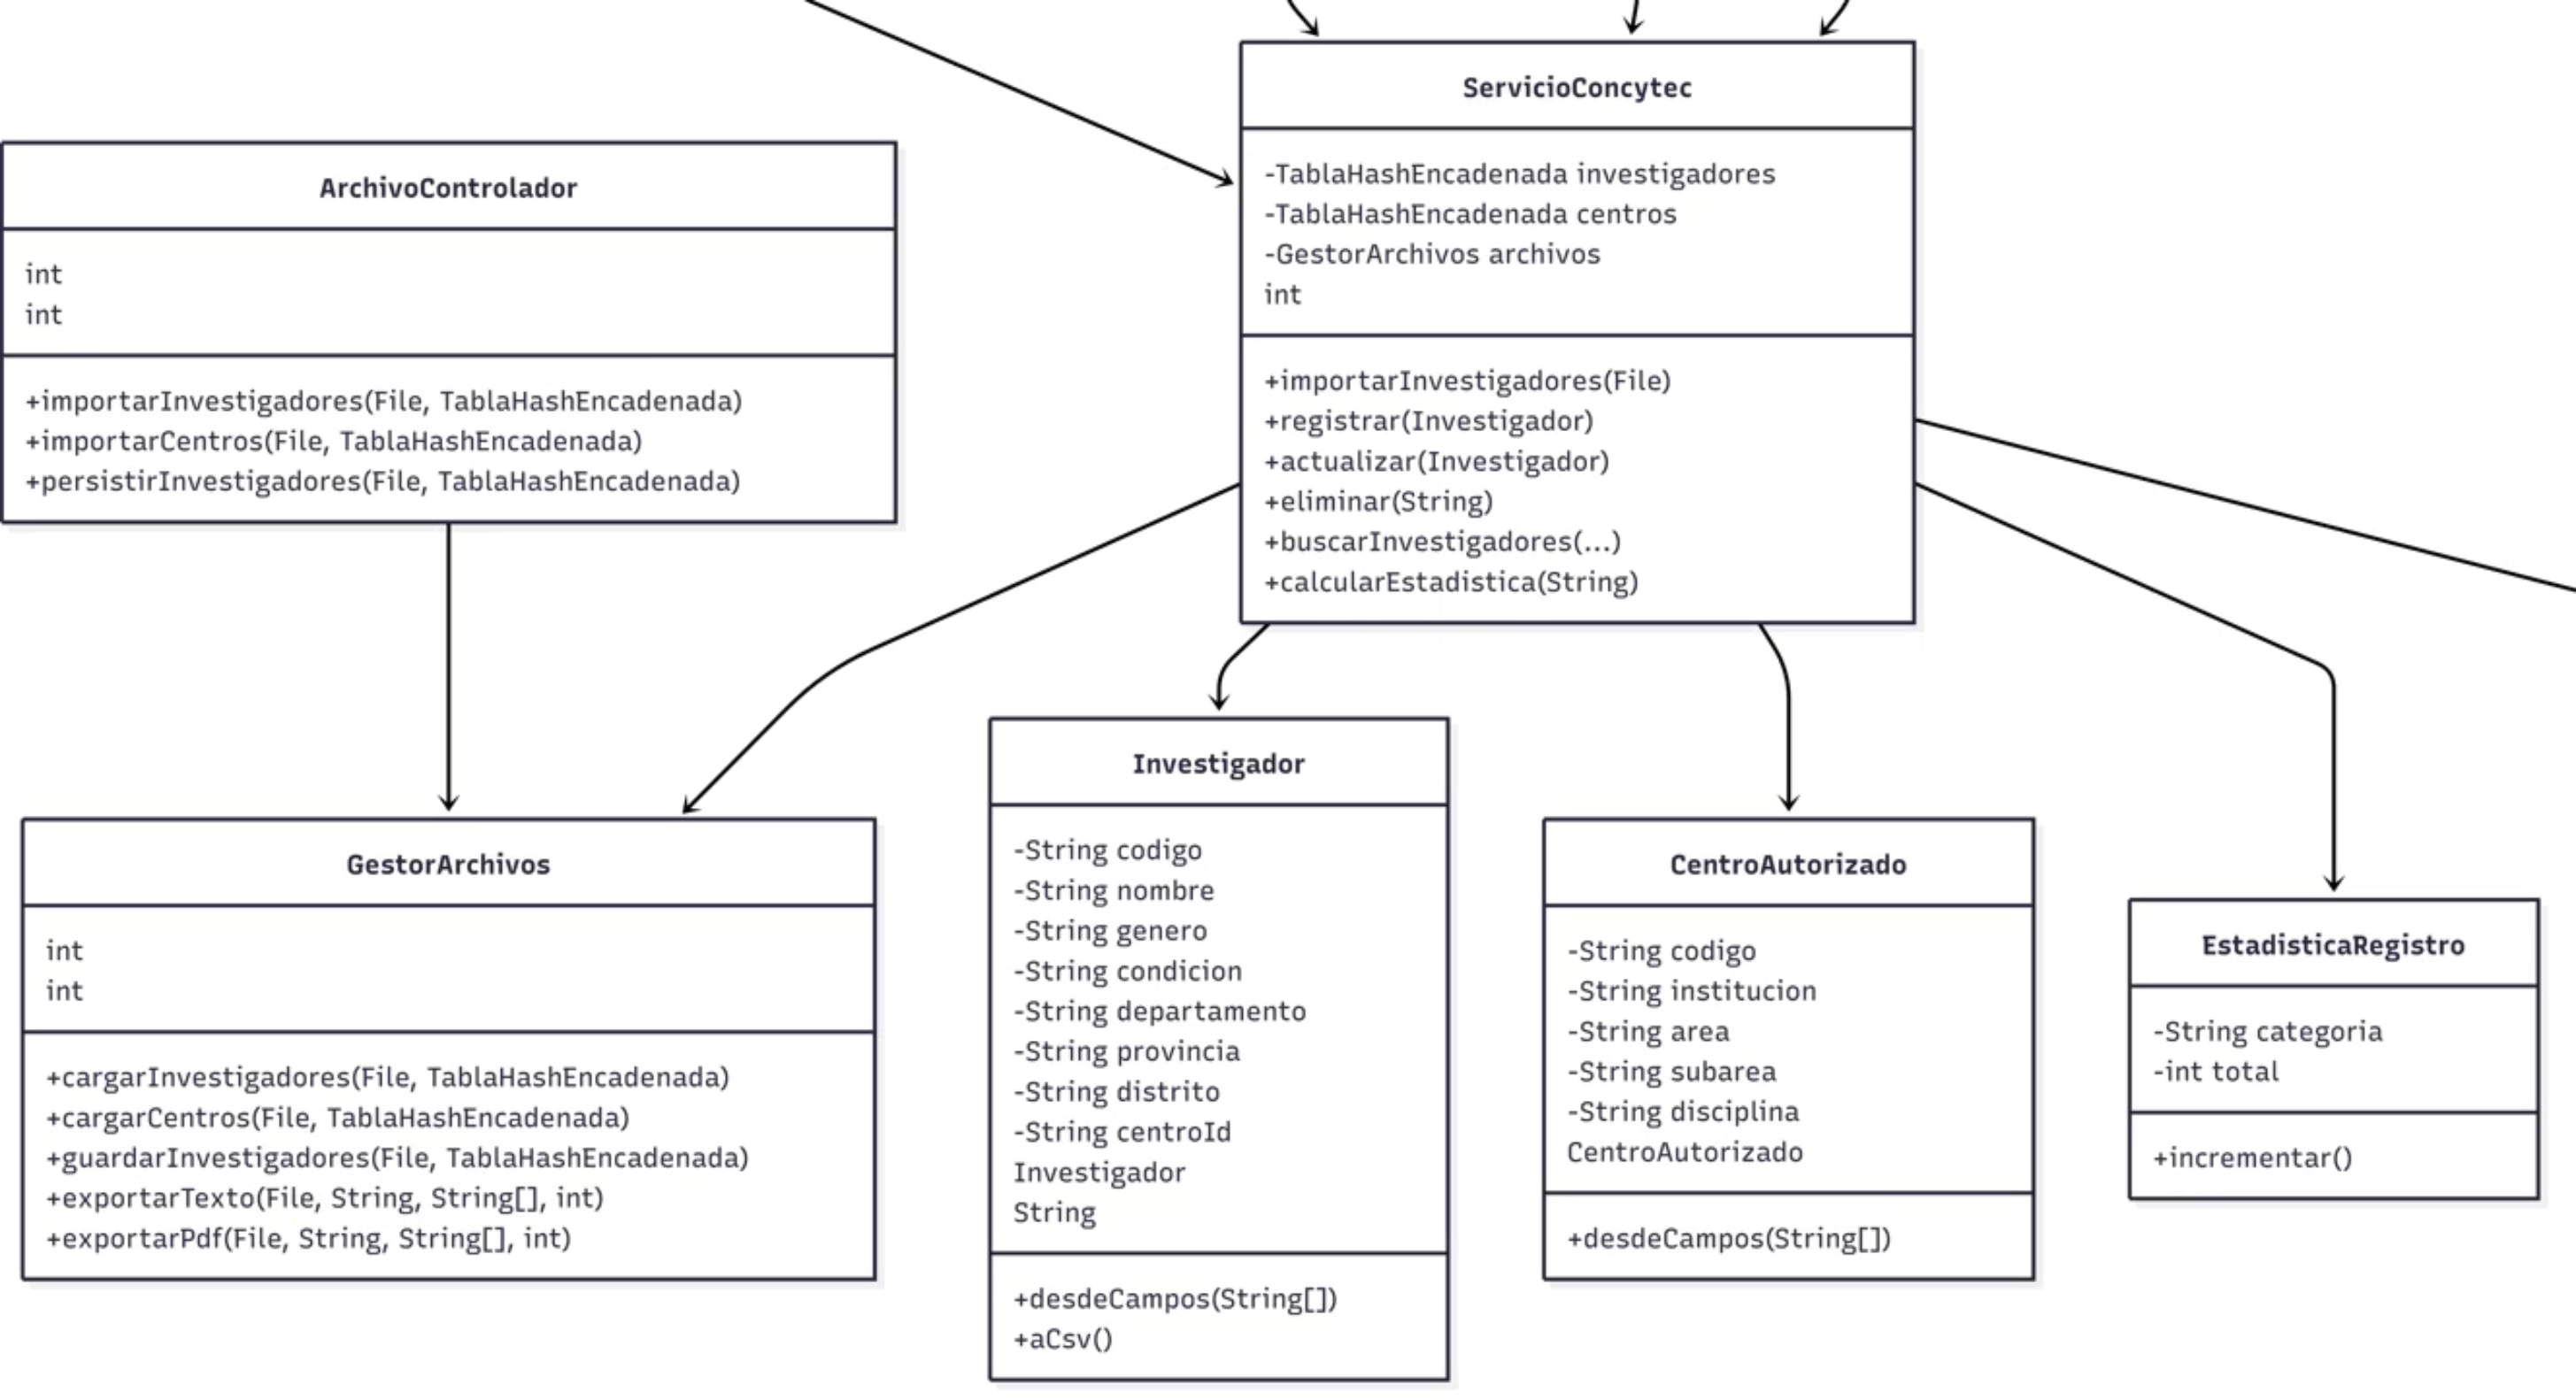 ServicioConcytec
-TablaHashEncadenada investigadores
-TablaHashEncadenada centros
-GestorArchivos archivos
int
+importarInvestigadores(File)
+registrar(Investigador)
+actualizar(Investigador)
+eliminar(String)
+buscarInvestigadores(...)
+calcularEstadistica(String)
ArchivoControlador
int
int
+importarInvestigadores(File, TablaHashEncadenada)
+importarCentros(File, TablaHashEncadenada)
+persistirInvestigadores(File, TablaHashEncadenada)
GestorArchivos
int
int
+cargarInvestigadores(File, TablaHashEncadenada)
+cargarCentros(File, TablaHashEncadenada)
+guardarInvestigadores(File, TablaHashEncadenada)
+exportarTexto(File, String, String[], int)
+exportarPdf(File, String, String[], int)
Investigador
-String codigo
-String nombre
-String genero
-String condicion
-String departamento
-String provincia
-String distrito
-String centroId
Investigador
String
+desdeCampos(String[])
+aCsv()
CentroAutorizado
-String codigo
-String institucion
-String area
-String subarea
-String disciplina
CentroAutorizado
+desdeCampos(String[])
EstadisticaRegistro
-String categoria
-int total
+incrementar()